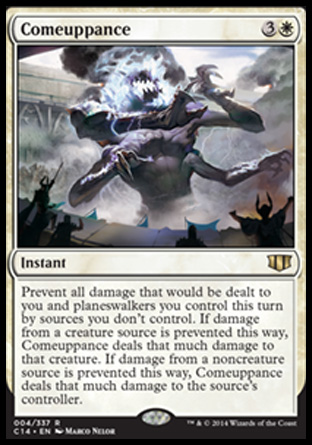 Comeuppance
Instant
Prevent all damage that would be dealt to
you and planeswalkers you control this turn
by sources you don't control. If damage
from a creature source is prevented this way,
Comeuppance deals that much damage to
that creature. If damage from a noncreature
source is prevented this way, Comeuppance
deals that much damage to the source's
controller.
004/337 R
C14 • EN MARCO NELOR
™ & © 2014 Wizards of the Coast
3